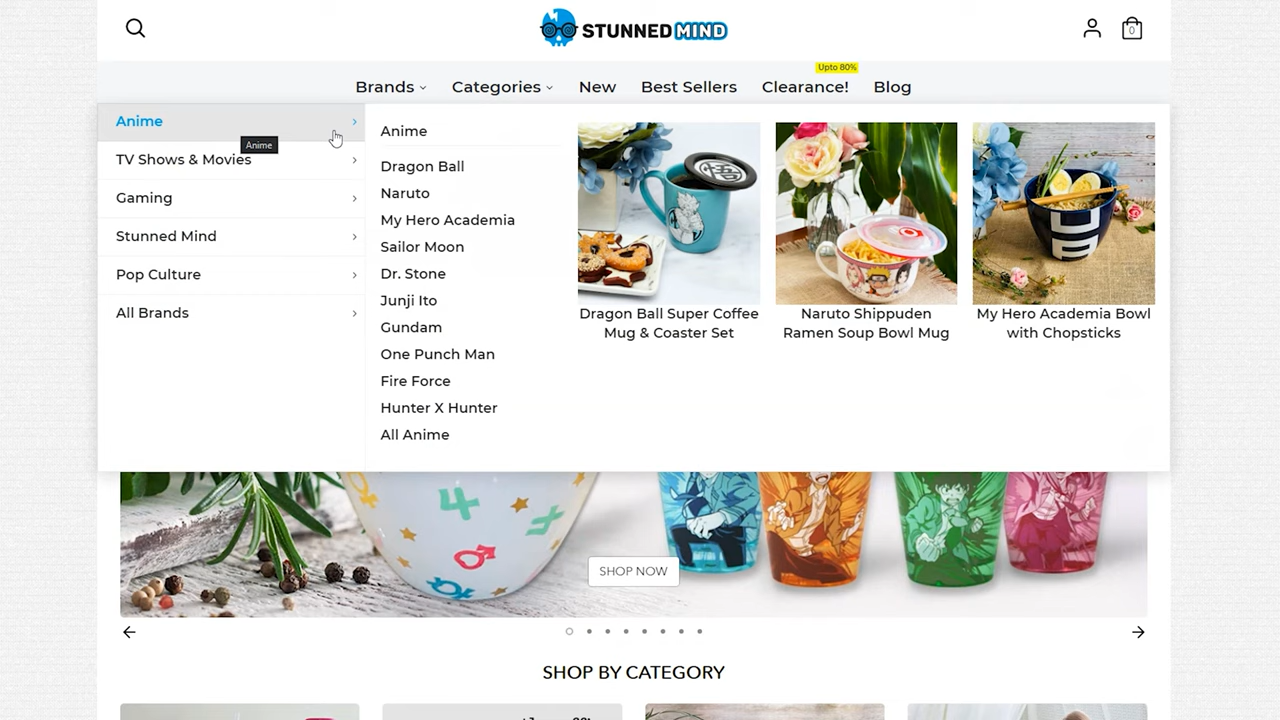 STUNNED MIND
0
Upto 80%
Brands
Categories
New
Best Sellers
Clearance!
Blog
Anime
Anime
TV Shows & Movies
Gaming
Stunned Mind
Pop Culture
All Brands
Anime
Dragon Ball
Naruto
My Hero Academia
Sailor Moon
Dr. Stone
Junji Ito
Gundam
One Punch Man
Fire Force
Hunter X Hunter
All Anime
Dragon Ball Super Coffee
Mug & Coaster Set
Naruto Shippuden
Ramen Soup Bowl Mug
My Hero Academia Bowl
with Chopsticks
SHOP NOW
SHOP BY CATEGORY